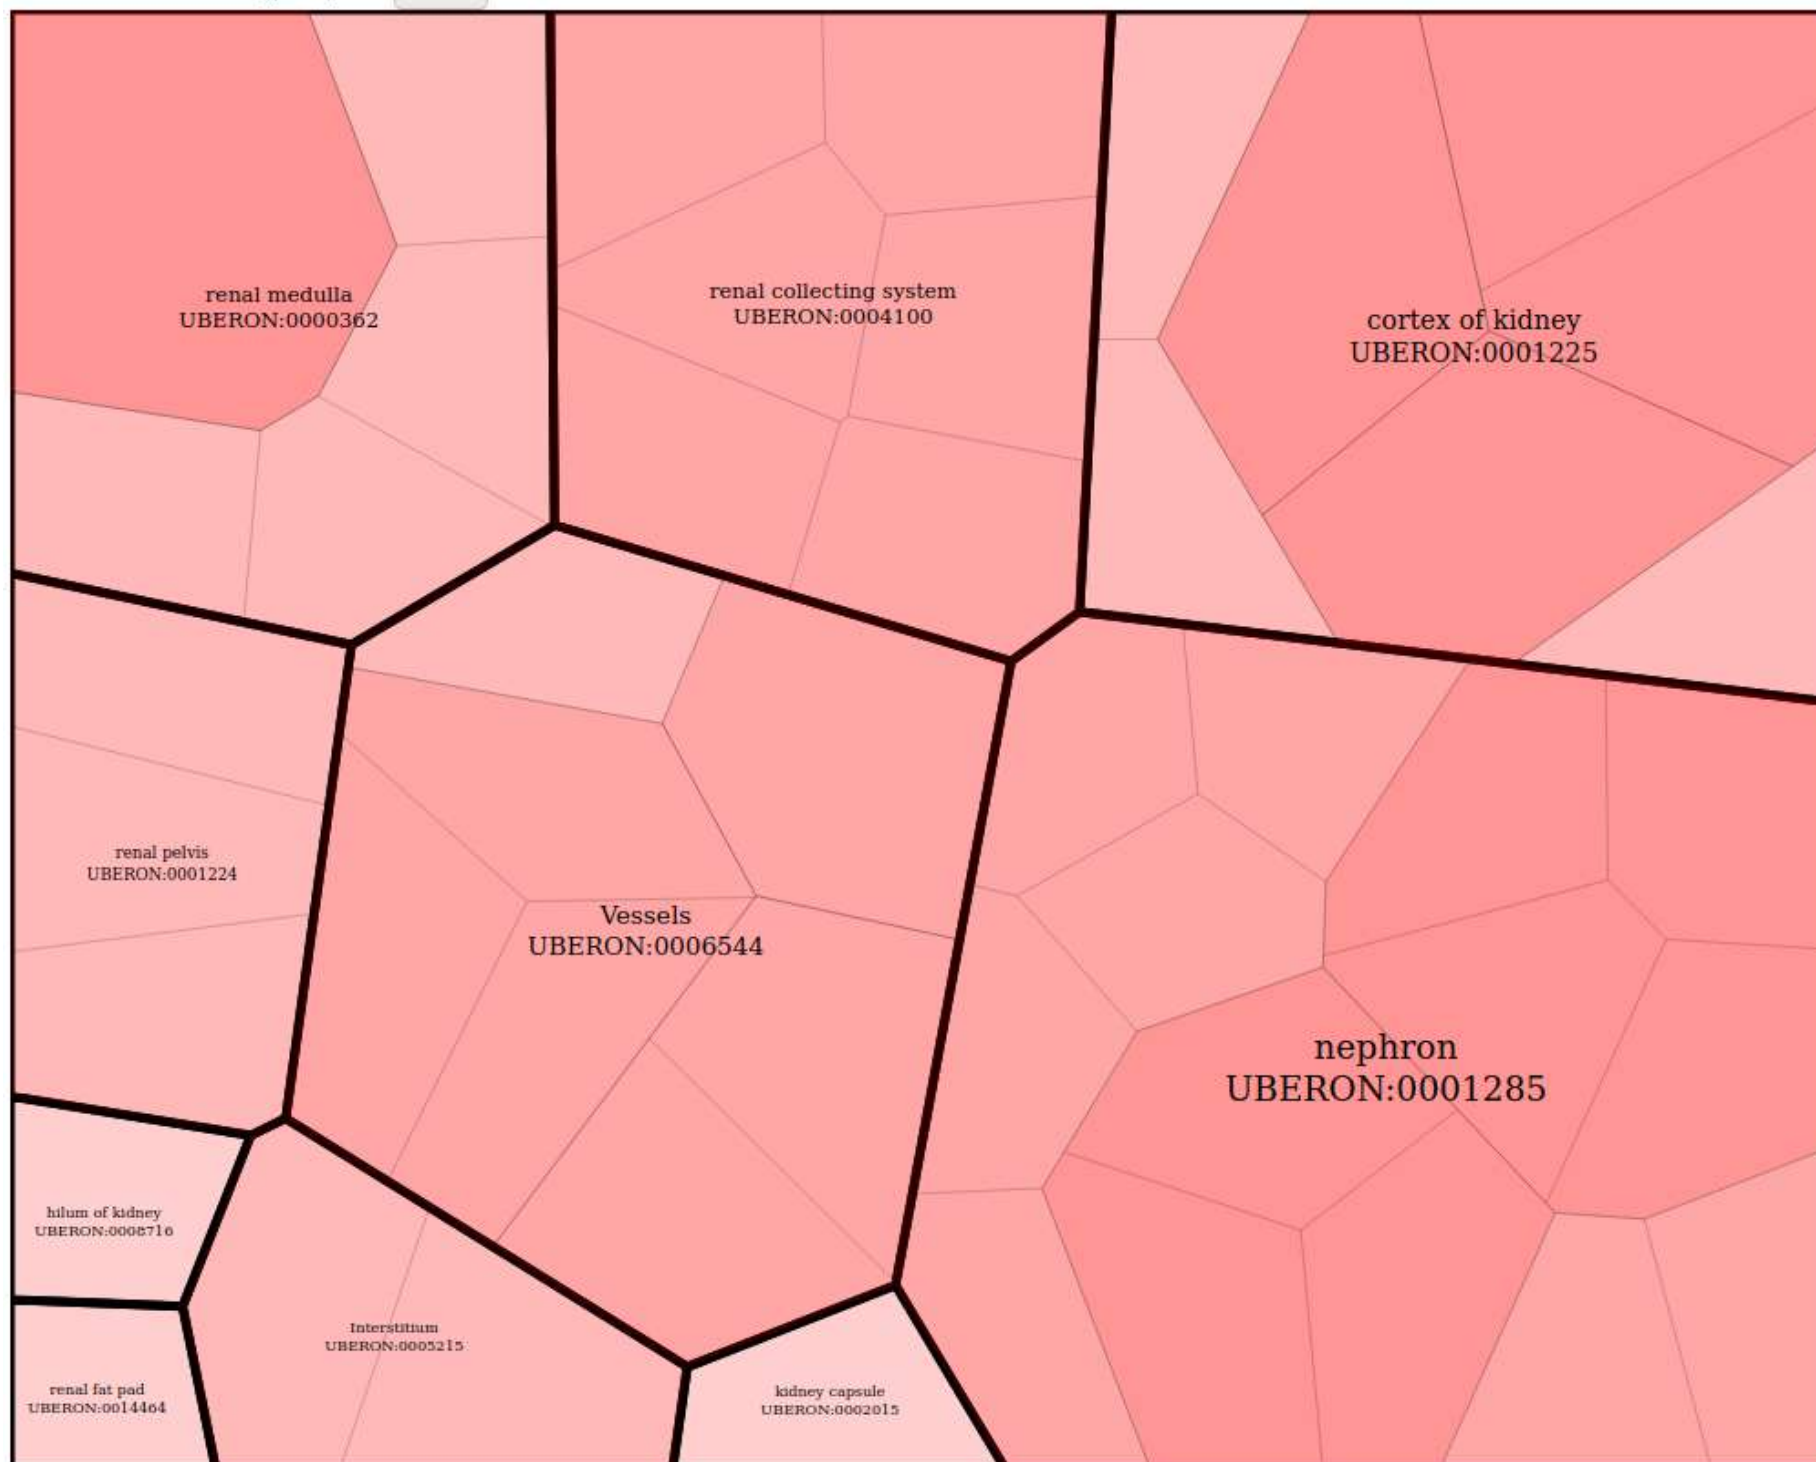 renal medulla
UBERON:0000362
renal collecting system
UBERON:0004100
cortex of kidney
UBERON:0001225
renal pelvis
UBERON:0001224
Vessels
UBERON:0006544
nephron
UBERON:0001285
hilum of kidney
UBERON:0008716
Interstitium
UBERON:0005215
renal fat pad
UBERON:0014464
kidney capsule
UBERON:0002015